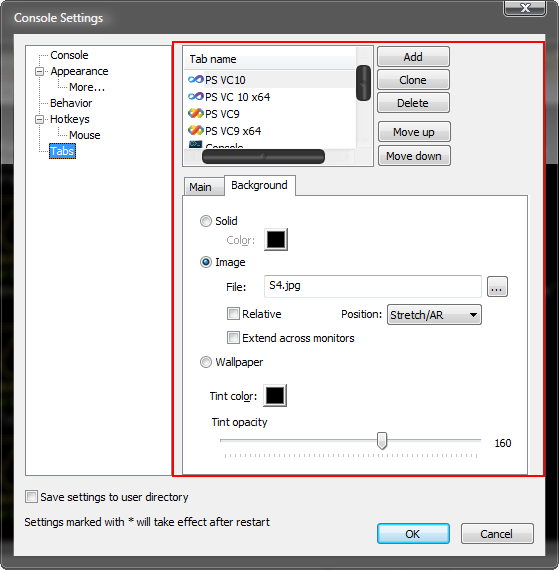 Console Settings
Console
Appearance
More...
Behavior
Hotkeys
Mouse
Tabs
Tab name
PS VC10
PS VC 10 x64
PS VC9
PS VC9 x64
Console
Add
Clone
Delete
Move up
Move down
Main Background
Solid
Color:
Image
File: S4.jpg ...
Relative Position: Stretch/AR
Extend across monitors
Wallpaper
Tint color:
Tint opacity
160
Save settings to user directory
Settings marked with * will take effect after restart
OK Cancel